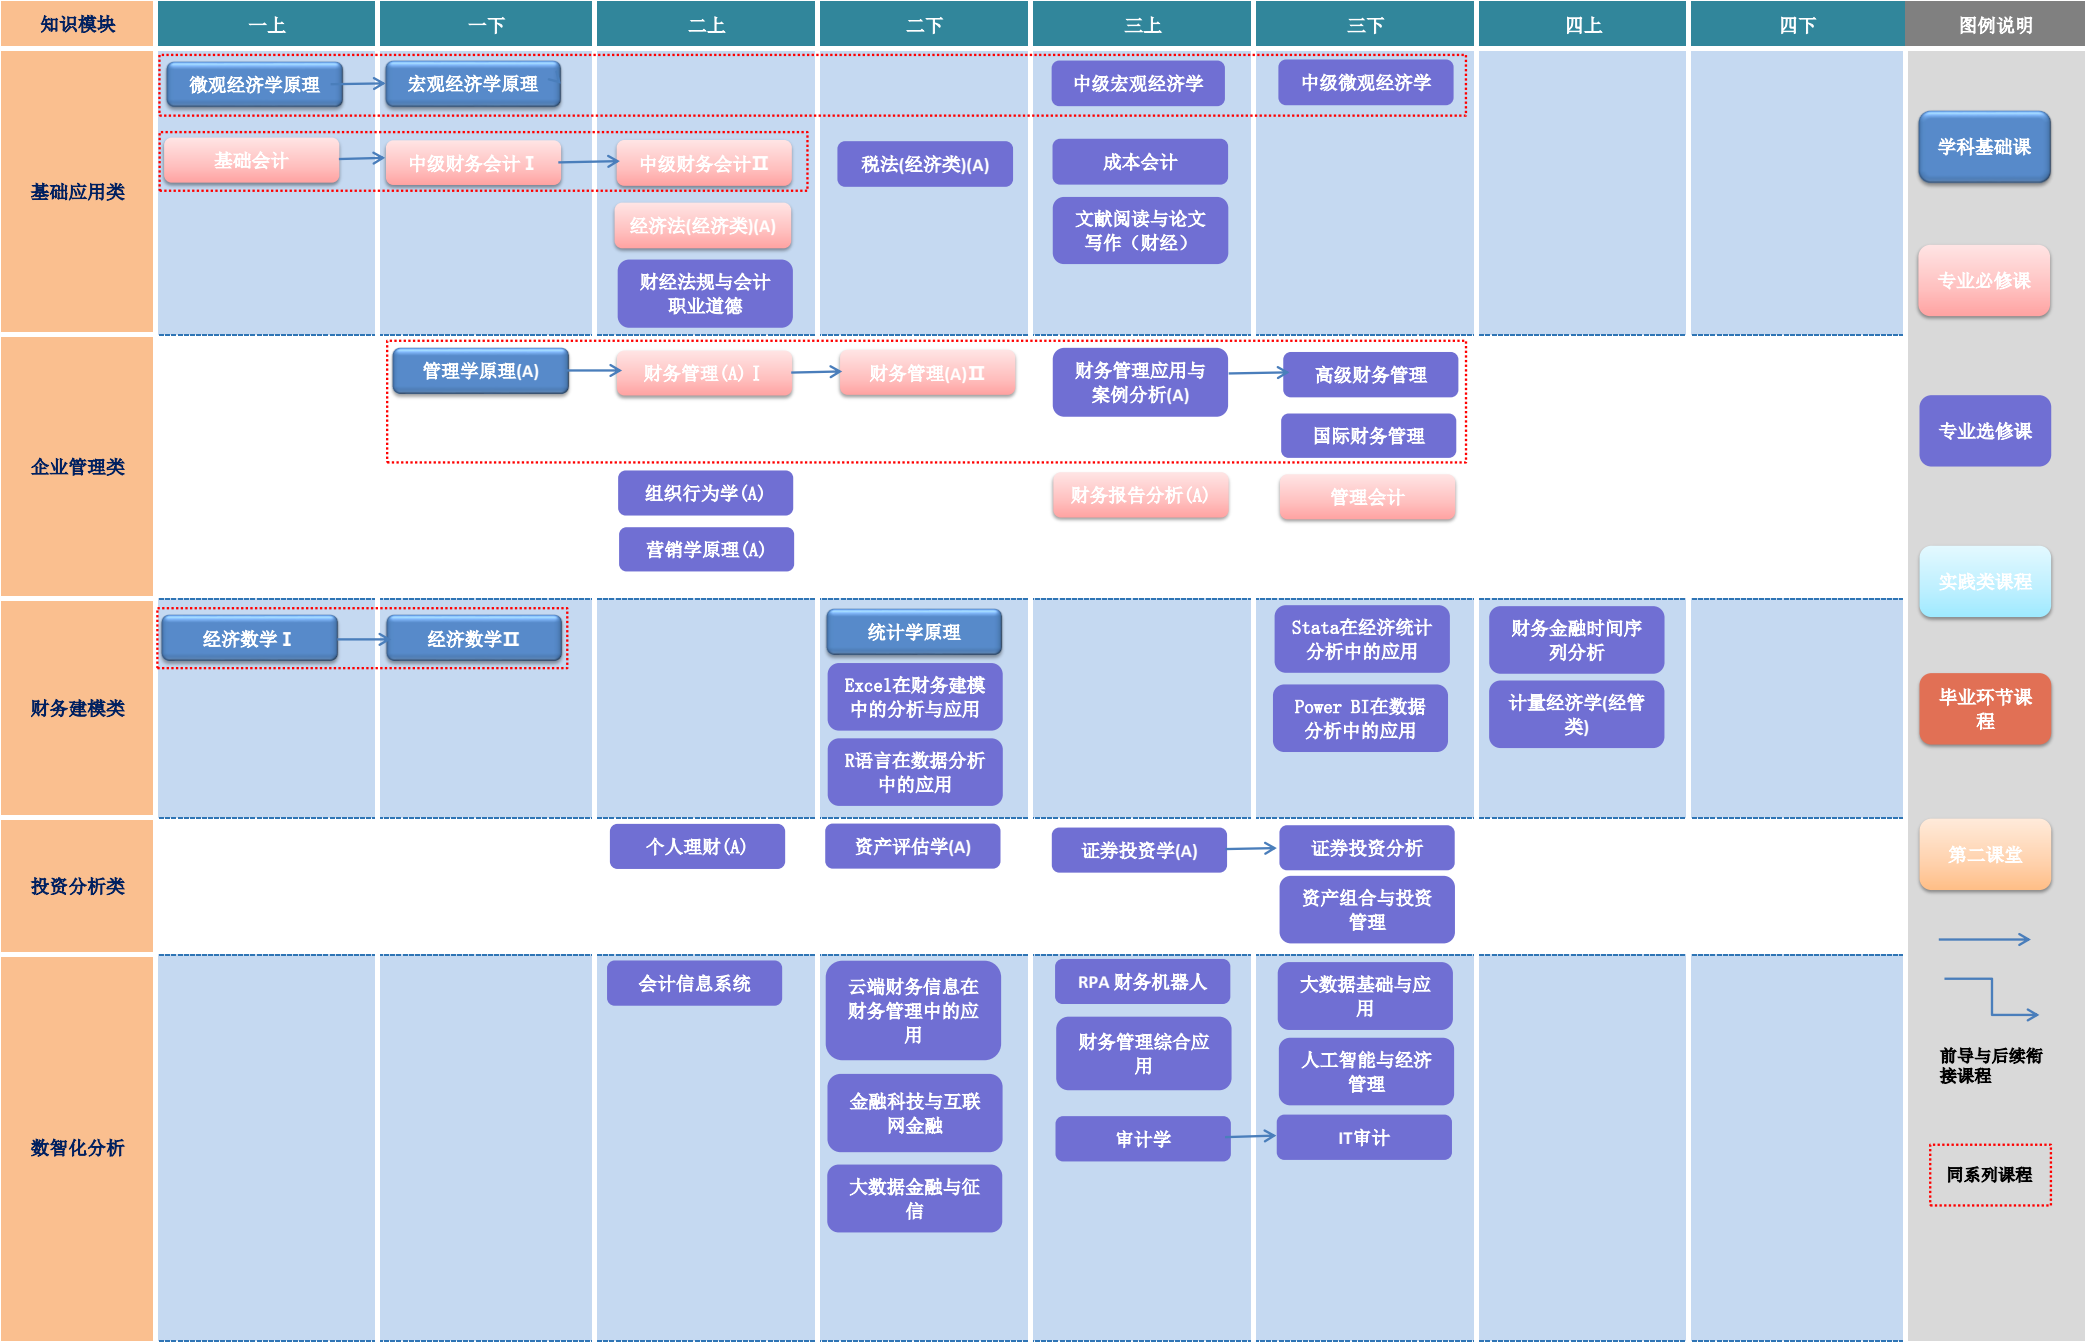 知识模块
一上
一下
二上
二下
三上
三下
四上
四下
图例说明
基础应用类
微观经济学原理
宏观经济学原理
中级宏观经济学
中级微观经济学
基础会计
中级财务会计Ⅰ
中级财务会计Ⅱ
税法(经济类)(A)
成本会计
经济法(经济类)(A)
文献阅读与论文
写作（财经）
财经法规与会计
职业道德
企业管理类
管理学原理(A)
财务管理(A)Ⅰ
财务管理(A)Ⅱ
财务管理应用与
案例分析(A)
高级财务管理
国际财务管理
组织行为学(A)
财务报告分析(A)
管理会计
营销学原理(A)
财务建模类
经济数学Ⅰ
经济数学Ⅱ
统计学原理
Excel在财务建模
中的分析与应用
R语言在数据分析
中的应用
Stata在经济统计
分析中的应用
Power BI在数据
分析中的应用
财务金融时间序
列分析
计量经济学(经管
类)
投资分析类
个人理财(A)
资产评估学(A)
证券投资学(A)
证券投资分析
资产组合与投资
管理
数智化分析
会计信息系统
云端财务信息在
财务管理中的应
用
金融科技与互联
网金融
大数据金融与征
信
RPA 财务机器人
财务管理综合应
用
审计学
大数据基础与应
用
人工智能与经济
管理
IT审计
学科基础课
专业必修课
专业选修课
实践类课程
毕业环节课
程
第二课堂
前导与后续衔
接课程
同系列课程